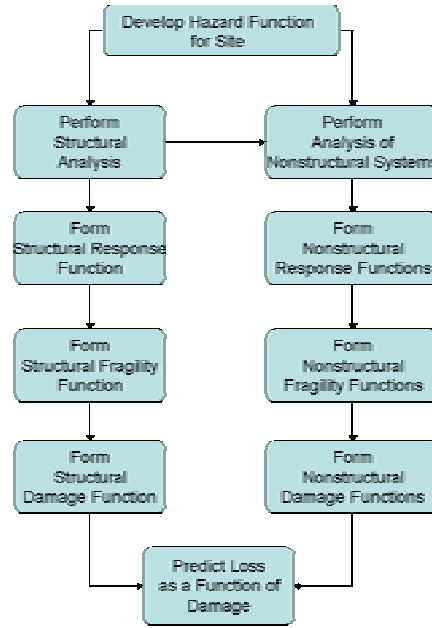 Develop Hazard Function
for Site
Perform
Structural
Analysis
Perform
Analysis of
Nonstructural Systems
Form
Structural Response
Function
Form
Nonstructural
Response Functions
Form
Structural Fragility
Function
Form
Nonstructural
Fragility Functions
Form
Structural
Damage Function
Form
Nonstructural
Damage Functions
Predict Loss
as a Function of
Damage